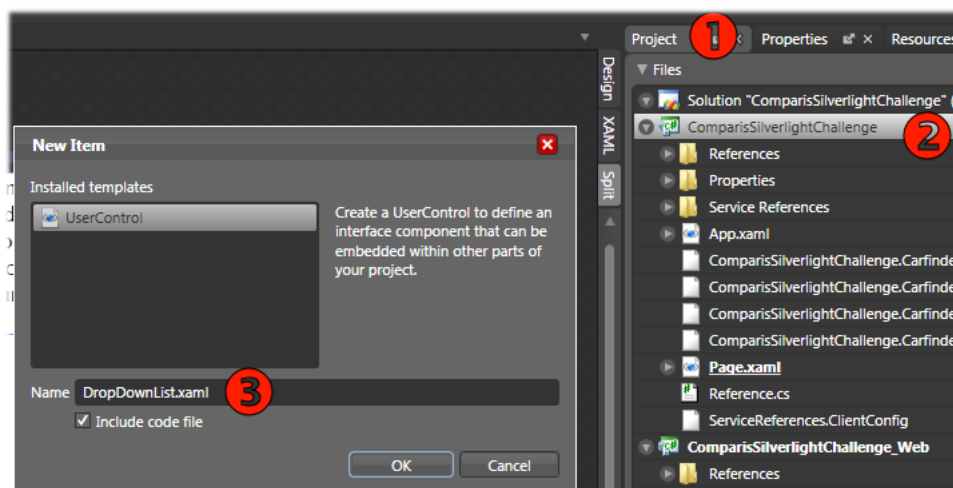 Project
1
Properties
Resources
Files
Design
XAML
Split
Solution "ComparisSilverlightChallenge" (
ComparisSilverlightChallenge
2
References
Properties
Service References
App.xaml
ComparisSilverlightChallenge.Carfinde
ComparisSilverlightChallenge.Carfinde
ComparisSilverlightChallenge.Carfinde
ComparisSilverlightChallenge.Carfinde
Page.xaml
Reference.cs
ServiceReferences.ClientConfig
ComparisSilverlightChallenge_Web
References
New Item
Installed templates
UserControl
Create a UserControl to define an
interface component that can be
embedded within other parts of
your project.
Name DropDownList.xaml
3
Include code file
OK Cancel